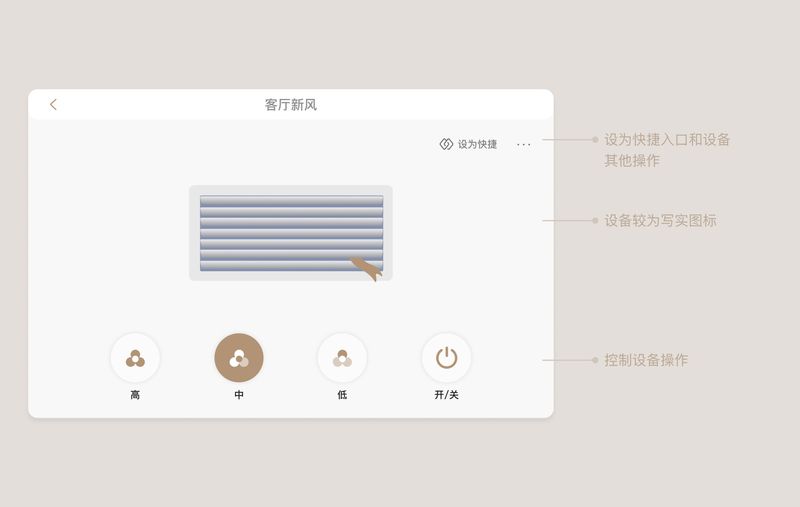 客厅新风
设为快捷 ···
设为快捷入口和设备
其他操作
设备较为写实图标
控制设备操作
高
中
低
开/关